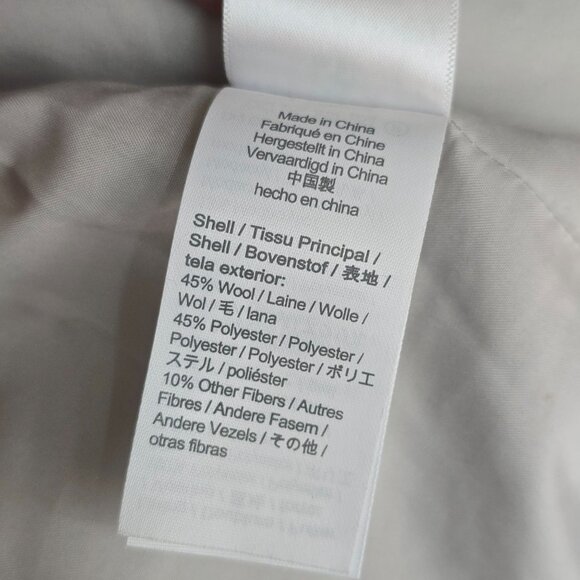 Made in China
Fabriqué en Chine
Hergestellt in China
Vervaardigd in China
中国製
hecho en china
Shell / Tissu Principal /
Shell / Bovenstof / 表地 /
tela exterior:
45% Wool / Laine / Wolle /
Wol / 毛 / lana
45% Polyester / Polyester /
Polyester / Polyester / ポリエ
ステル / poliéster
10% Other Fibers / Autres
Fibres / Andere Fasern /
Andere Vezels / その他 /
otras fibras